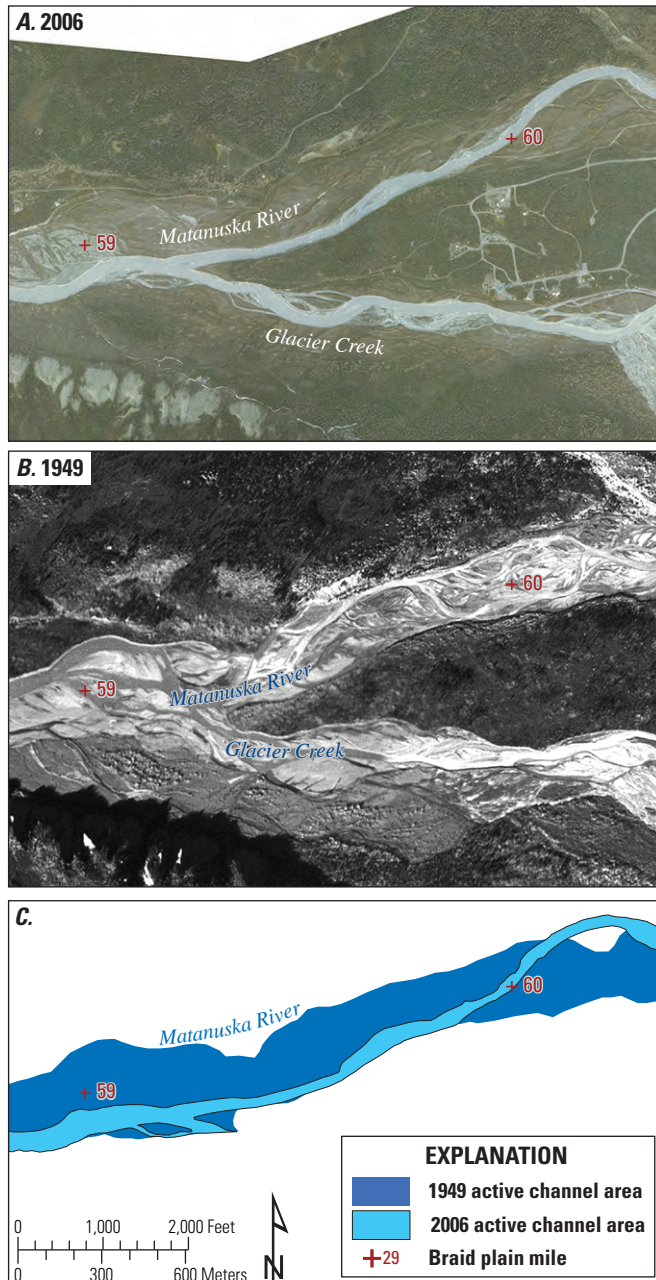 A. 2006
60
59
Matanuska River
Glacier Creek
B. 1949
60
59
Matanuska River
Glacier Creek
C.
60
Matanuska River
59
EXPLANATION
1949 active channel area
2006 active channel area
29 Braid plain mile
0 1,000 2,000 Feet
0 300 600 Meters
N